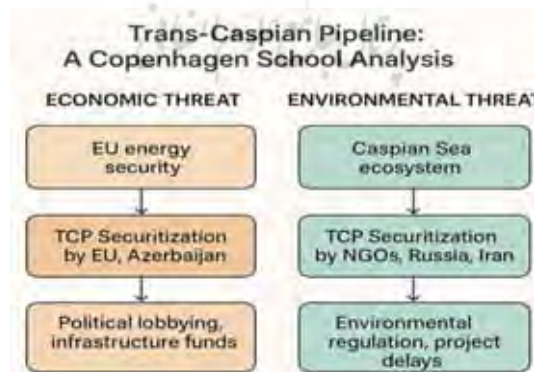 Trans-Caspian Pipeline:
A Copenhagen School Analysis
ECONOMIC THREAT
EU energy
security
TCP Securitization
by EU, Azerbaijan
Political lobbying,
infrastructure funds
ENVIRONMENTAL THREAT
Caspian Sea
ecosystem
TCP Securitization
by NGOs, Russia, Iran
Environmental
regulation, project
delays